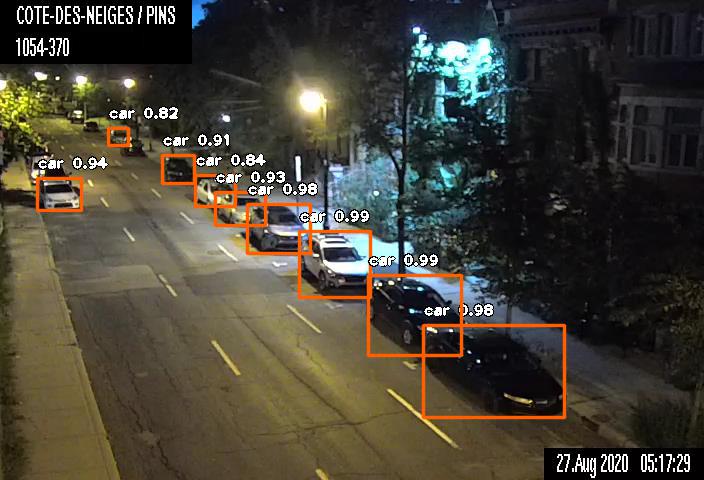 COTE-DES-NEIGES / PINS
1054-370
car 0.82
car 0.91
car 0.84
car 0.94
car 0.93
car 0.98
car 0.99
car 0.99
car 0.98
27.Aug 2020 05:17:29